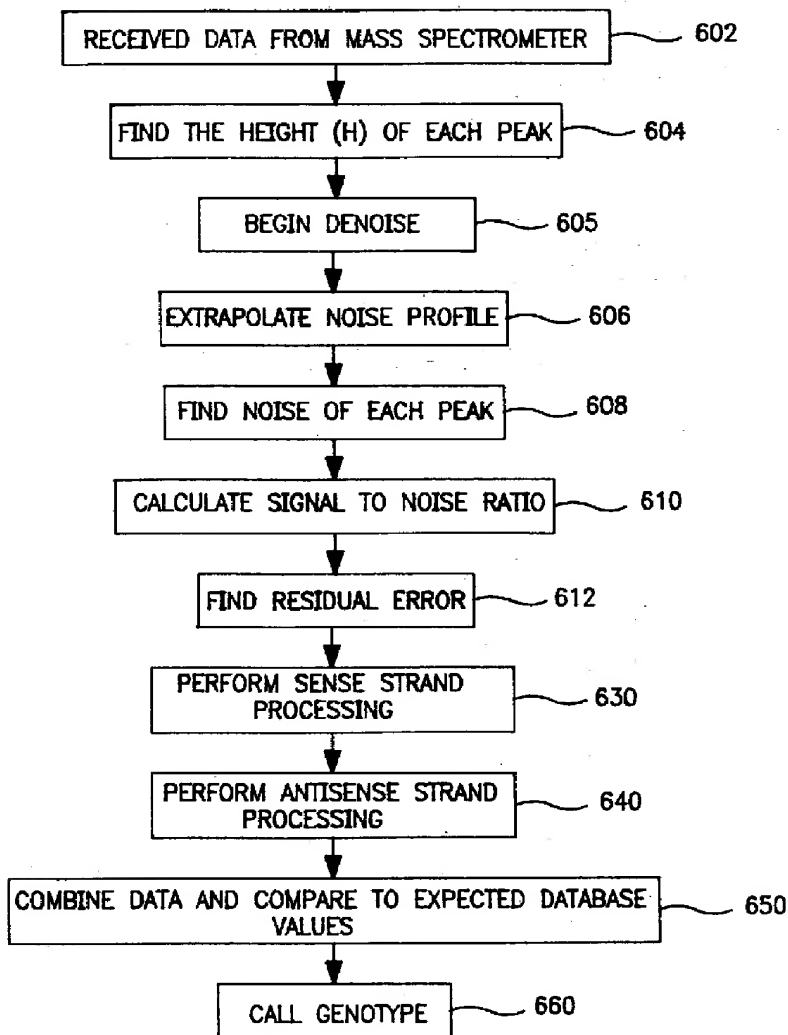 RECEIVED DATA FROM MASS SPECTROMETER 602
FIND THE HEIGHT (H) OF EACH PEAK 604
BEGIN DENOISE 605
EXTRAPOLATE NOISE PROFILE 606
FIND NOISE OF EACH PEAK 608
CALCULATE SIGNAL TO NOISE RATIO 610
FIND RESIDUAL ERROR 612
PERFORM SENSE STRAND
PROCESSING 630
PERFORM ANTISENSE STRAND
PROCESSING 640
COMBINE DATA AND COMPARE TO EXPECTED DATABASE
VALUES 650
CALL GENOTYPE 660